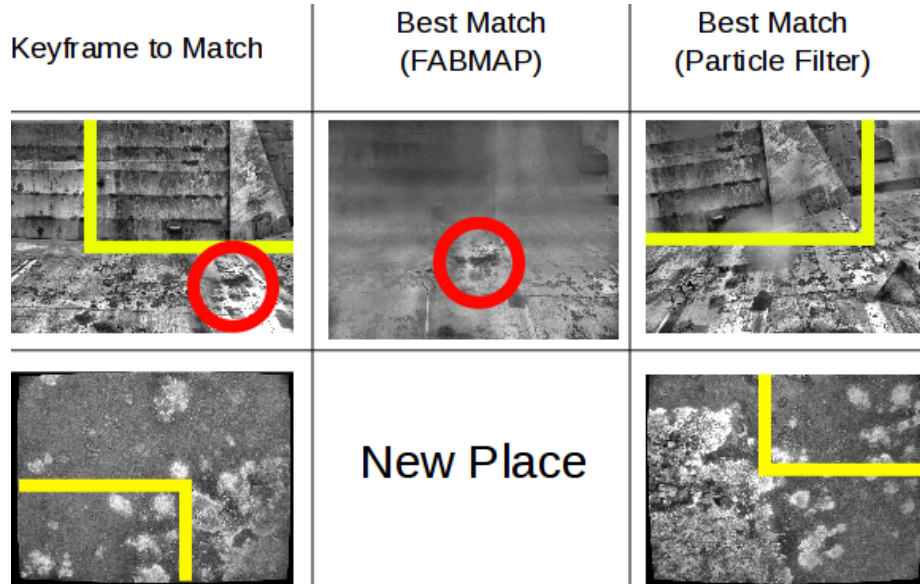 Keyframe to Match
Best Match
(FABMAP)
Best Match
(Particle Filter)
New Place